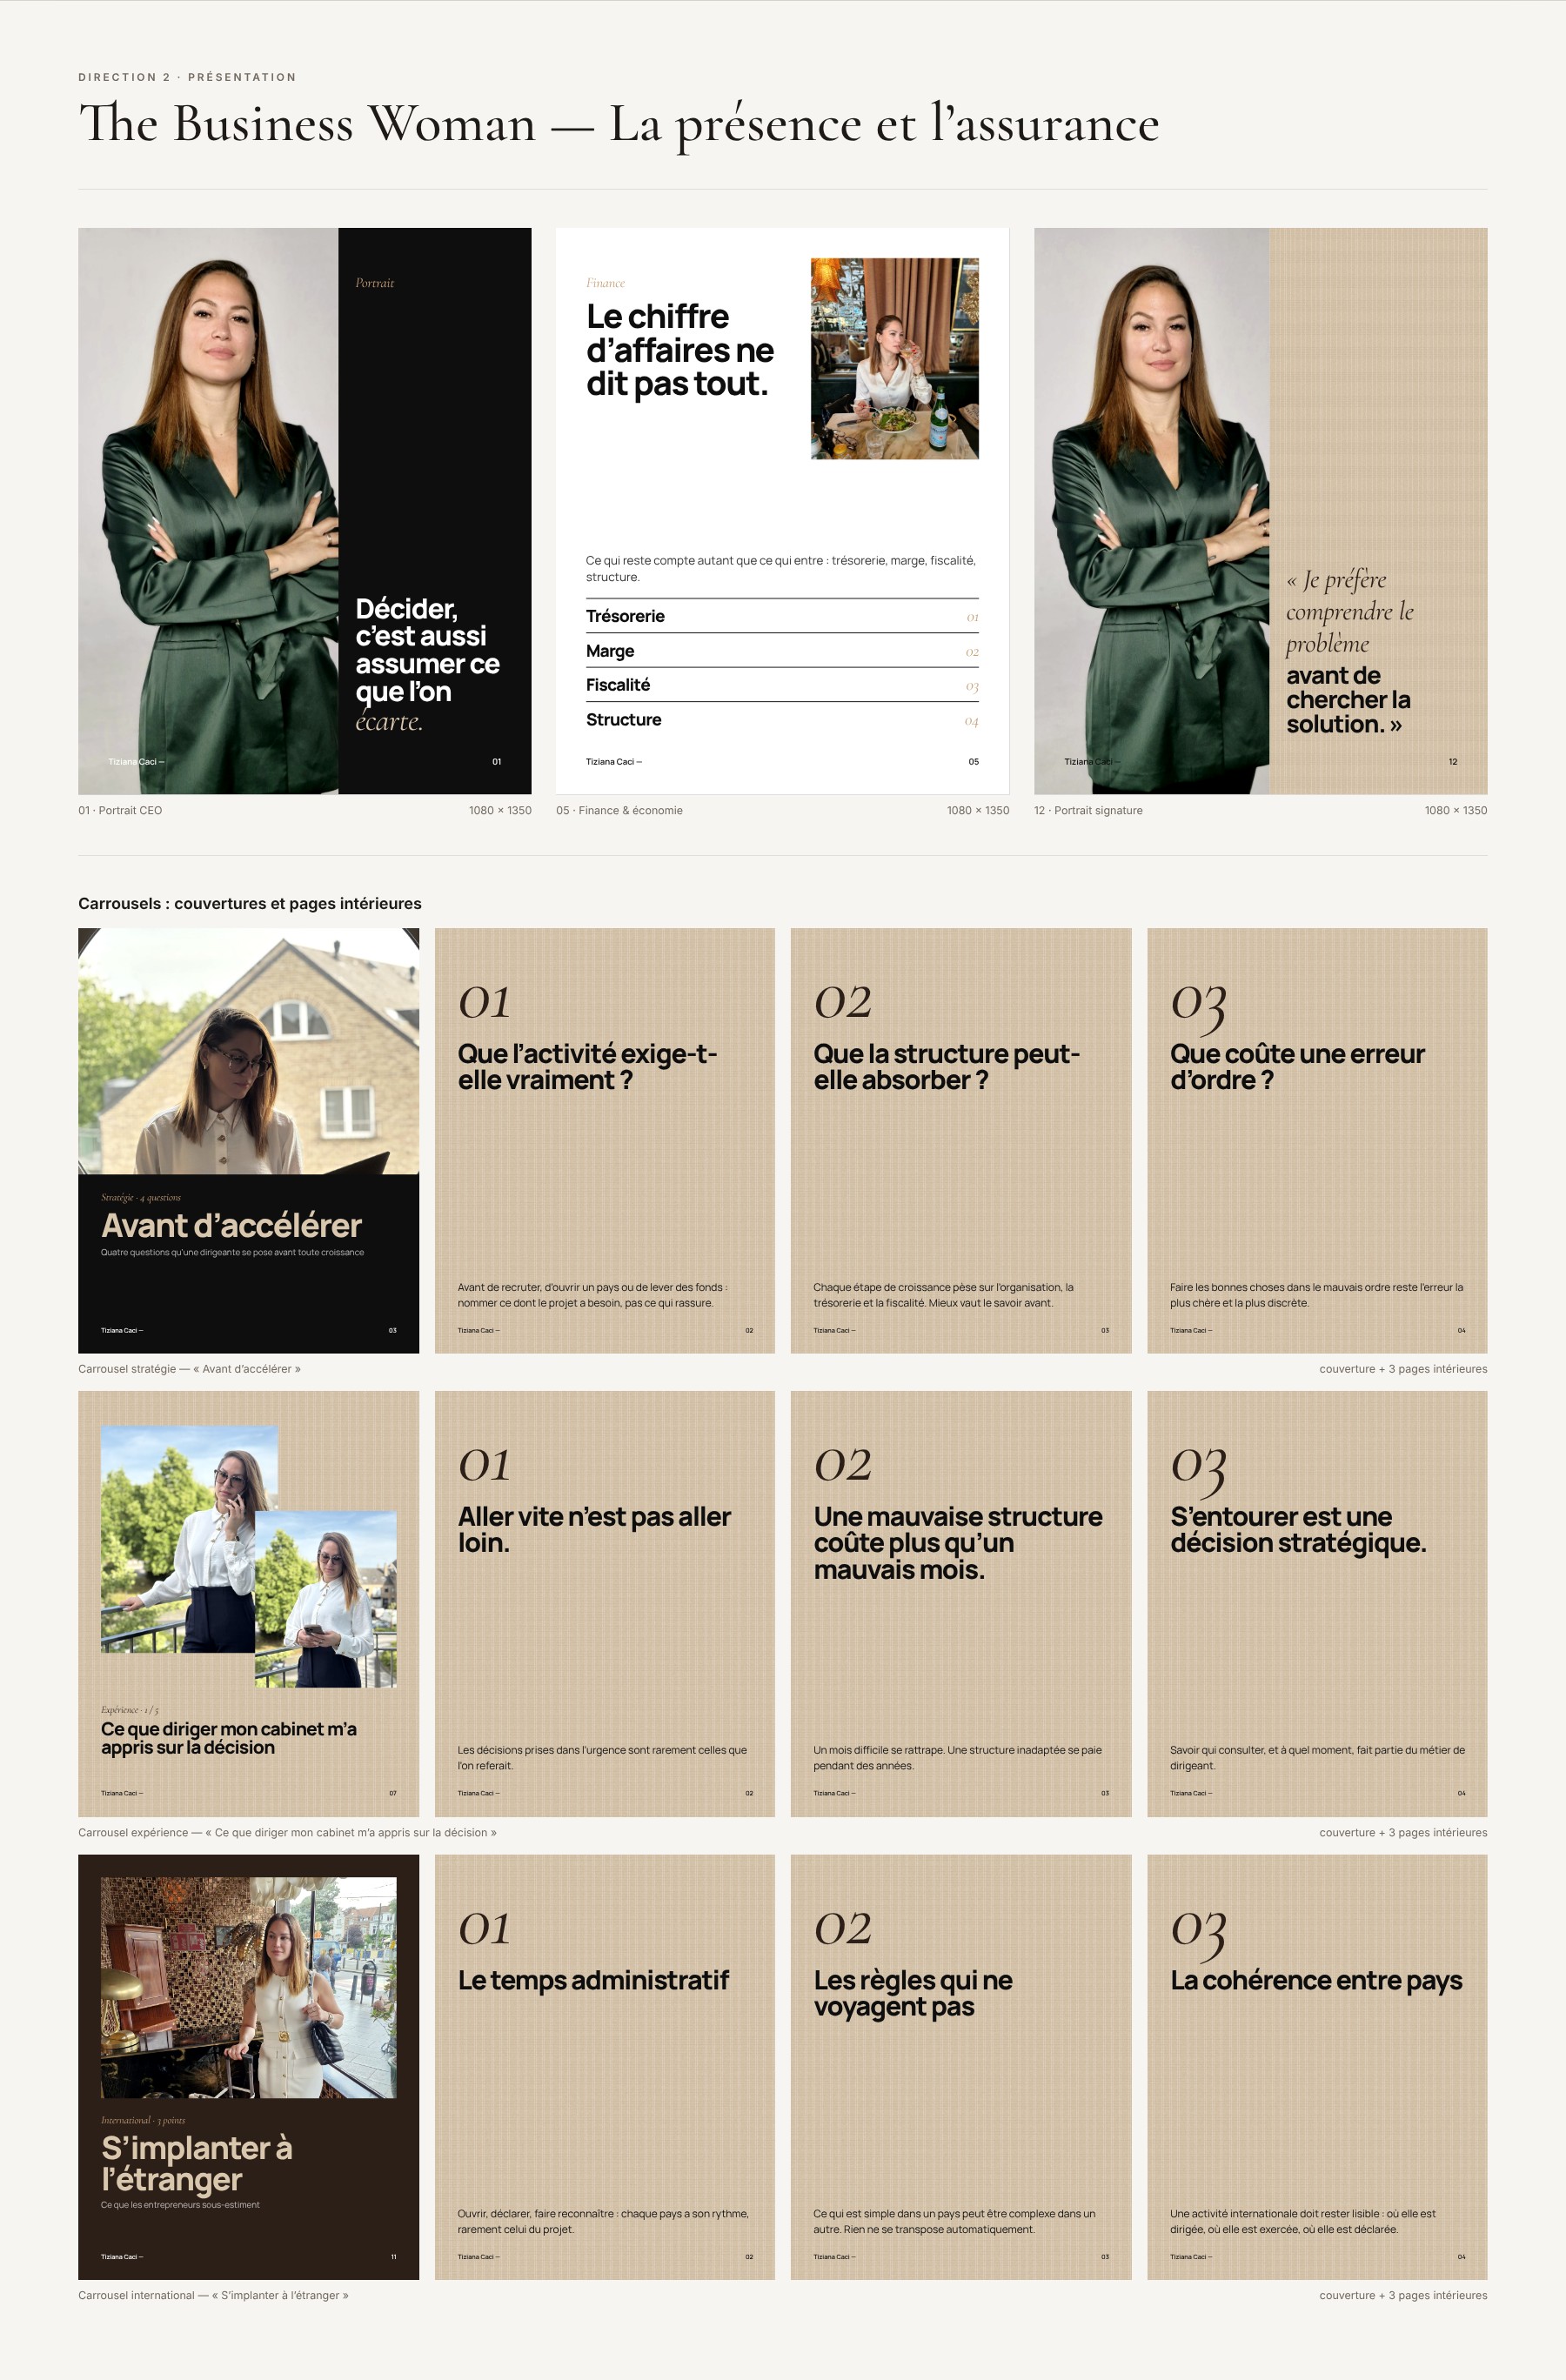 DIRECTION 2 · PRÉSENTATION
The Business Woman — La présence et l’assurance
Portrait
Décider,
c’est aussi
assumer ce
que l’on
écarte.
Tiziana Caci —
01
01 · Portrait CEO
1080 × 1350
Finance
Le chiffre
d’affaires ne
dit pas tout.
Ce qui reste compte autant que ce qui entre : trésorerie, marge, fiscalité,
structure.
Trésorerie
01
Marge
02
Fiscalité
03
Structure
04
Tiziana Caci —
05
05 · Finance & économie
1080 × 1350
« Je préfère
comprendre le
problème
avant de
chercher la
solution. »
Tiziana Caci —
12
12 · Portrait signature
1080 × 1350
Carrousels : couvertures et pages intérieures
Stratégie · 4 questions
Avant d’accélérer
Quatre questions qu’une dirigeante se pose avant toute croissance
Tiziana Caci —
03
01
Que l’activité exige-t-
elle vraiment ?
Avant de recruter, d’ouvrir un pays ou de lever des fonds :
nommer ce dont le projet a besoin, pas ce qui rassure.
Tiziana Caci —
02
02
Que la structure peut-
elle absorber ?
Chaque étape de croissance pèse sur l’organisation, la
trésorerie et la fiscalité. Mieux vaut le savoir avant.
Tiziana Caci —
03
03
Que coûte une erreur
d’ordre ?
Faire les bonnes choses dans le mauvais ordre reste l’erreur la
plus chère et la plus discrète.
Tiziana Caci —
04
Carrousel stratégie — « Avant d’accélérer »
couverture + 3 pages intérieures
Expérience · 1 / 5
Ce que diriger mon cabinet m’a
appris sur la décision
Tiziana Caci —
07
01
Aller vite n’est pas aller
loin.
Les décisions prises dans l’urgence sont rarement celles que
l’on referait.
Tiziana Caci —
02
02
Une mauvaise structure
coûte plus qu’un
mauvais mois.
Un mois difficile se rattrape. Une structure inadaptée se paie
pendant des années.
Tiziana Caci —
03
03
S’entourer est une
décision stratégique.
Savoir qui consulter, et à quel moment, fait partie du métier de
dirigeant.
Tiziana Caci —
04
Carrousel expérience — « Ce que diriger mon cabinet m’a appris sur la décision »
couverture + 3 pages intérieures
International · 3 points
S’implanter à
l’étranger
Ce que les entrepreneurs sous-estiment
Tiziana Caci —
11
01
Le temps administratif
Ouvrir, déclarer, faire reconnaître : chaque pays a son rythme,
rarement celui du projet.
Tiziana Caci —
02
02
Les règles qui ne
voyagent pas
Ce qui est simple dans un pays peut être complexe dans un
autre. Rien ne se transpose automatiquement.
Tiziana Caci —
03
03
La cohérence entre pays
Une activité internationale doit rester lisible : où elle est
dirigée, où elle est exercée, où elle est déclarée.
Tiziana Caci —
04
Carrousel international — « S’implanter à l’étranger »
couverture + 3 pages intérieures